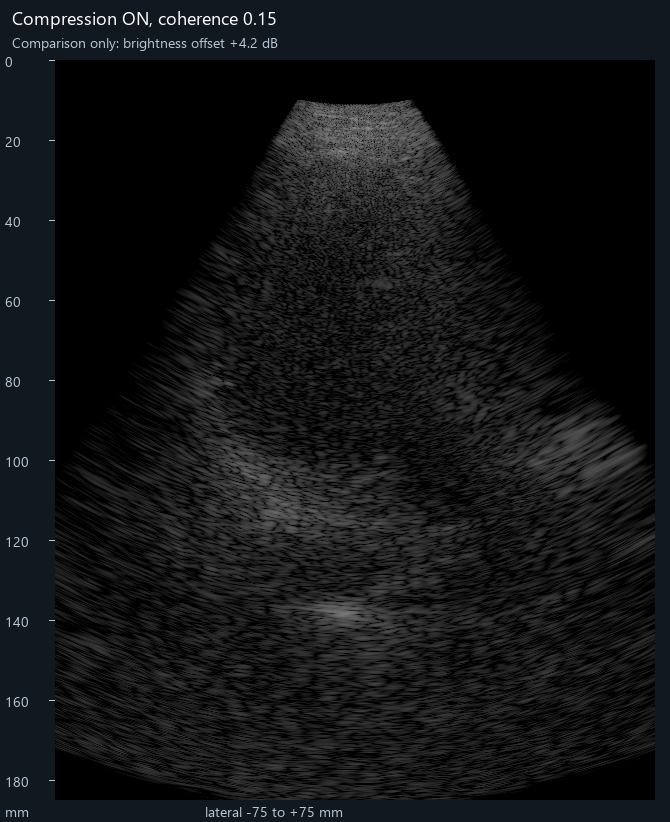 Compression ON, coherence 0.15
Comparison only: brightness offset +4.2 dB
0
20
40
60
80
100
120
140
160
180
mm
lateral -75 to +75 mm